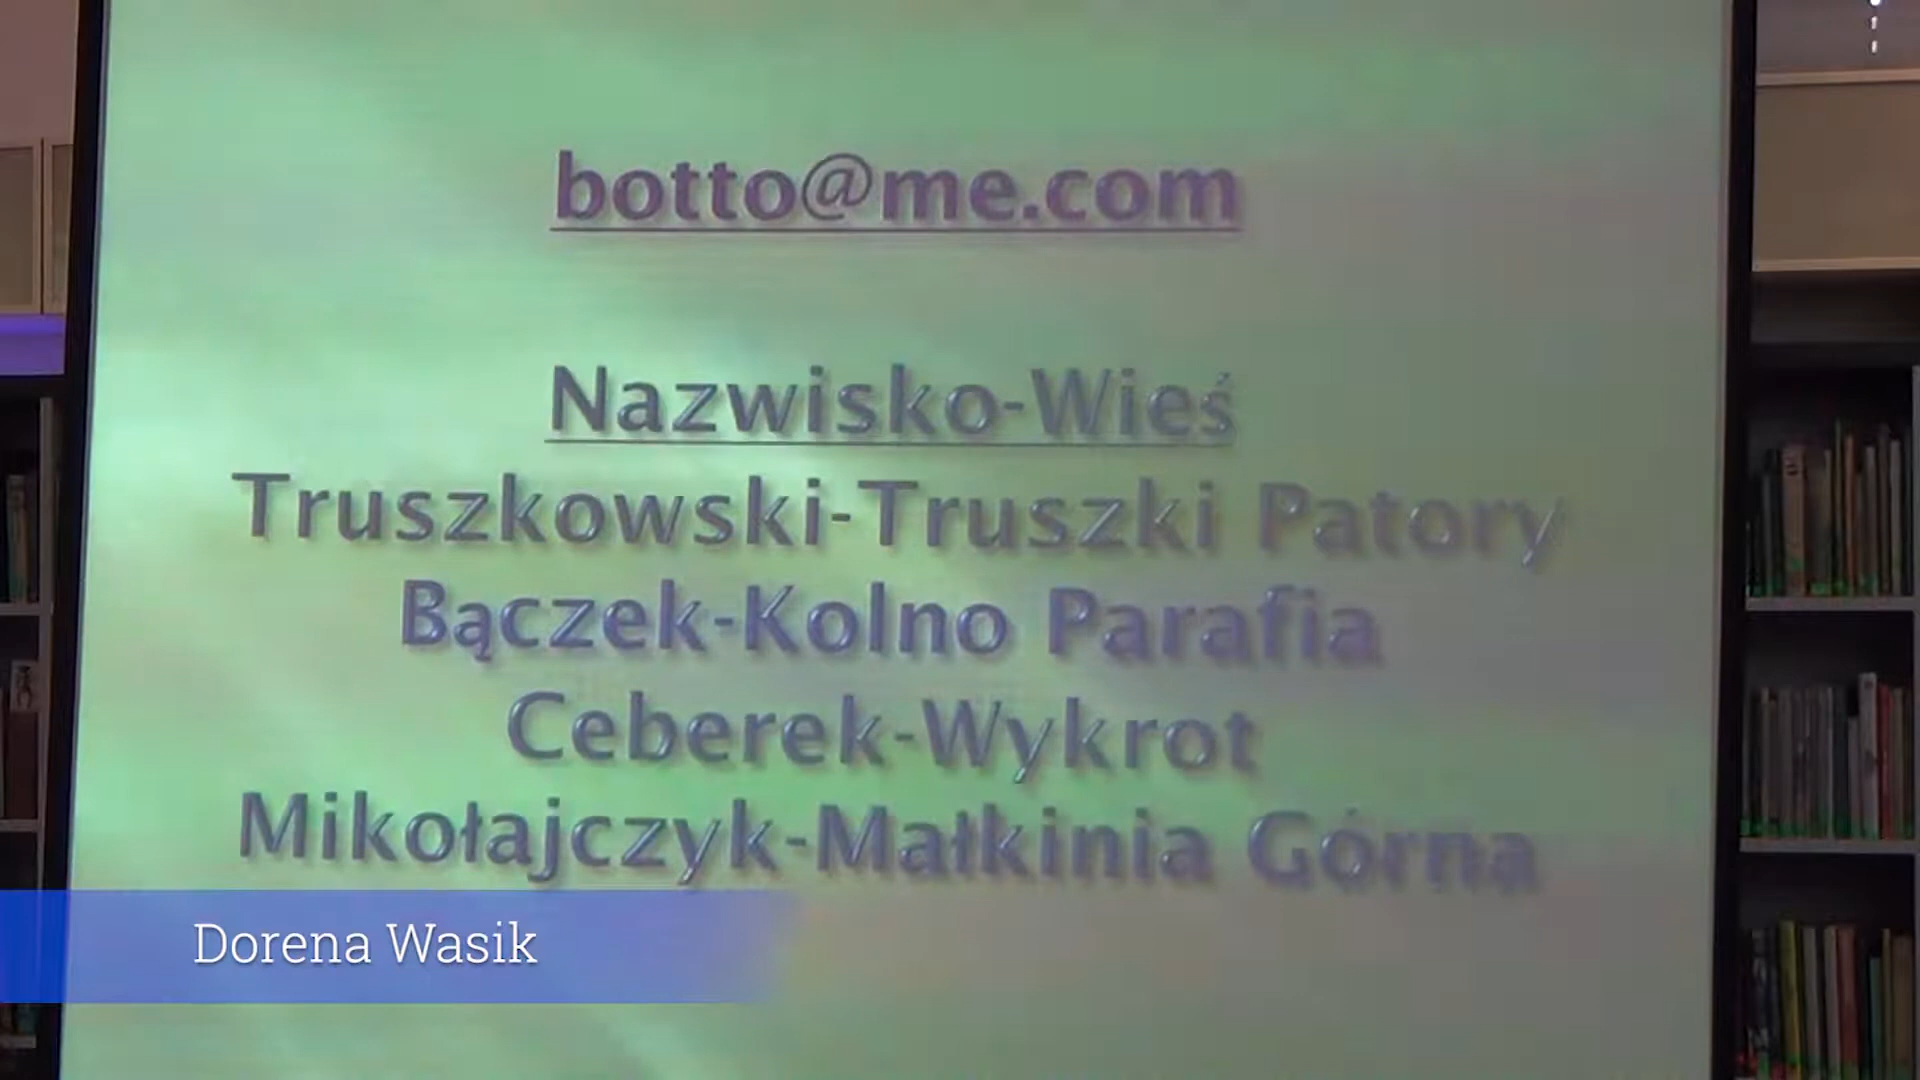 botto@me.com
Nazwisko-Wieś
Truszkowski-Truszki Patory
Bączek-Kolno Parafia
Ceberek-Wykrot
Mikołajczyk-Małkinia Górna
Dorena Wasik